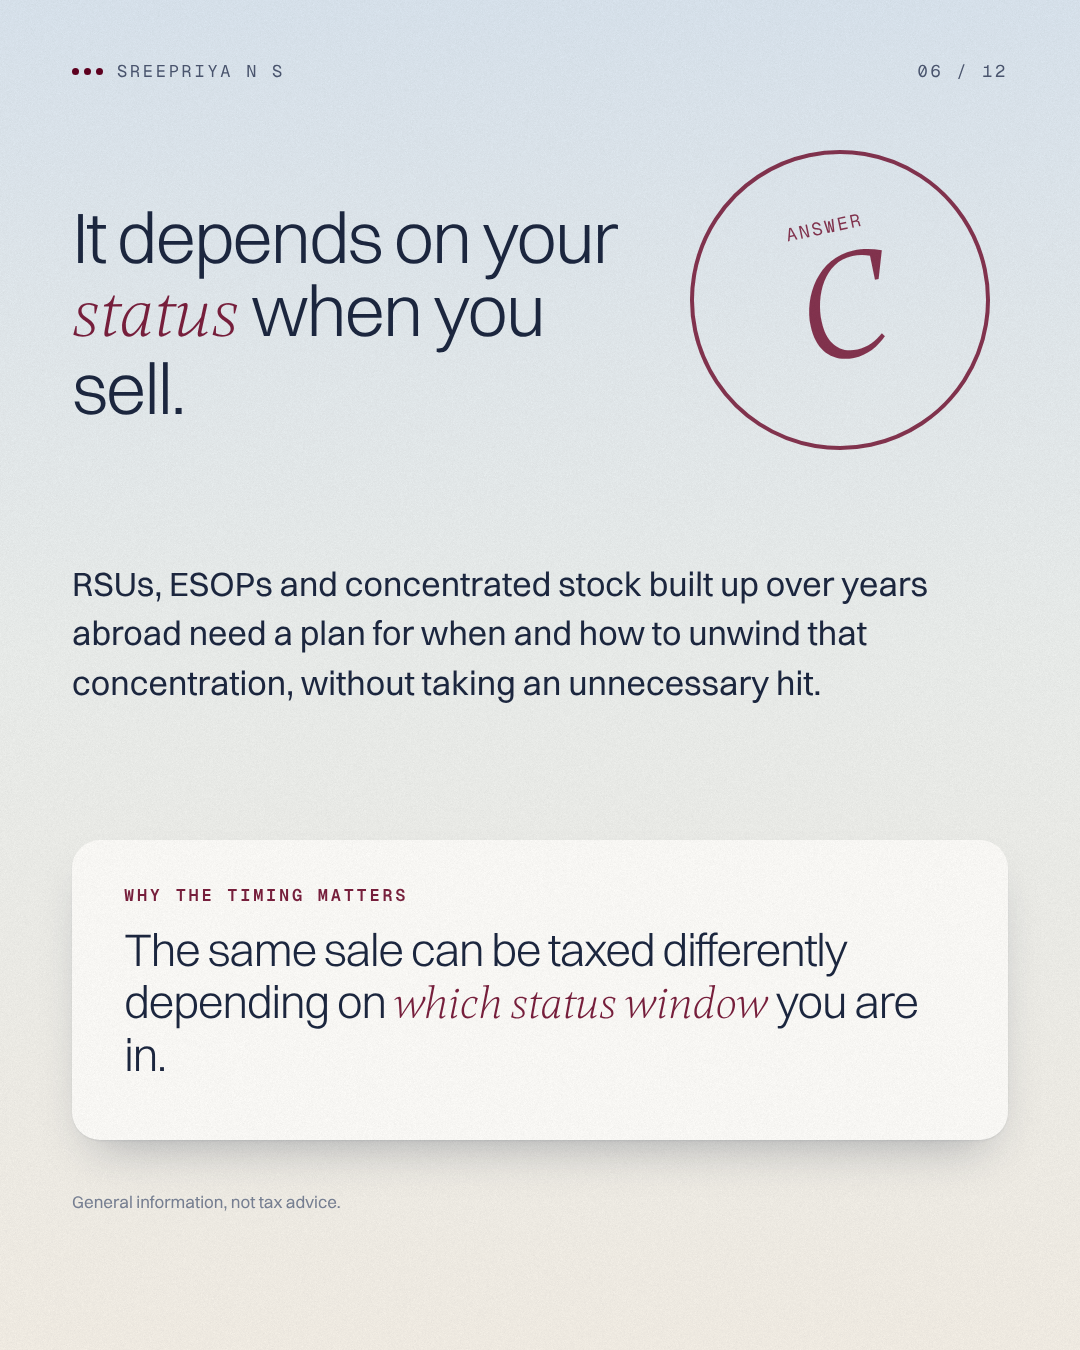 SREEPRIYA N S
06 / 12
It depends on your
status when you
sell.
ANSWER
C
RSUs, ESOPs and concentrated stock built up over years
abroad need a plan for when and how to unwind that
concentration, without taking an unnecessary hit.
WHY THE TIMING MATTERS
The same sale can be taxed differently
depending on which status window you are
in.
General information, not tax advice.